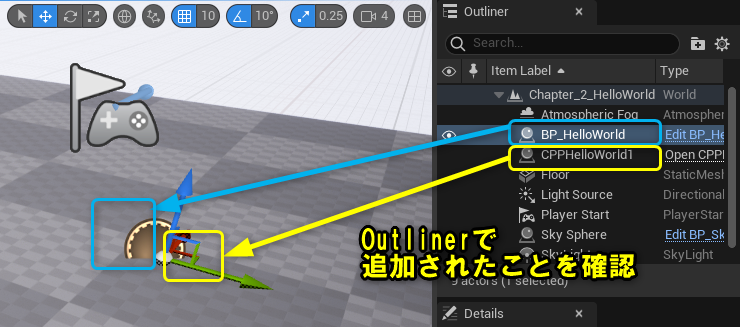 10
10°
0.25
4
Outliner
Search...
Item Label
Type
Chapter_2_HelloWorld
World
Atmospheric Fog
Atmospher
BP_HelloWorld
Edit BP_He
CPPHelloWorld1
Open CPPI
Floor
StaticMesh
Light Source
Directional
Player Start
PlayerStar
Sky Sphere
Edit BP_Sk
SkyLight
SkyLight
9 actors (1 selected)
Outlinerで
追加されたことを確認
Details